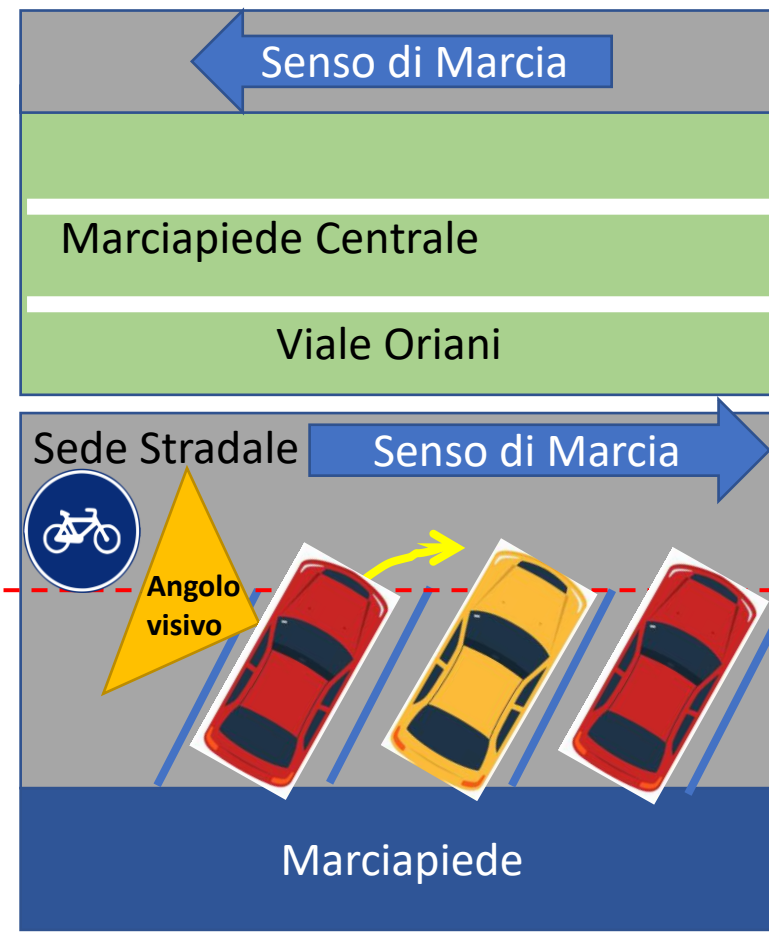 Senso di Marcia
Marciapiede Centrale
Viale Oriani
Sede Stradale
Senso di Marcia
Angolo
visivo
Marciapiede